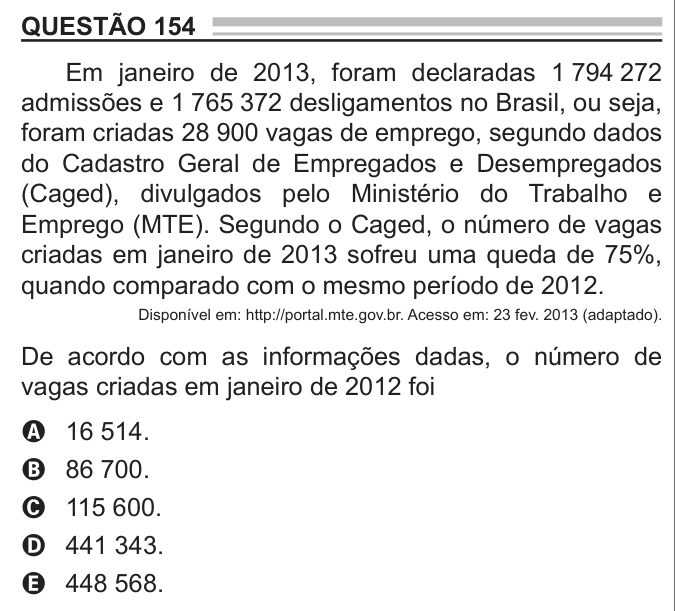 QUESTÃO 154
Em janeiro de 2013, foram declaradas 1 794 272
admissões e 1 765 372 desligamentos no Brasil, ou seja,
foram criadas 28 900 vagas de emprego, segundo dados
do Cadastro Geral de Empregados e Desempregados
(Caged), divulgados pelo Ministério do Trabalho e
Emprego (MTE). Segundo o Caged, o número de vagas
criadas em janeiro de 2013 sofreu uma queda de 75%,
quando comparado com o mesmo período de 2012.
Disponível em: http://portal.mte.gov.br. Acesso em: 23 fev. 2013 (adaptado).
De acordo com as informações dadas, o número de
vagas criadas em janeiro de 2012 foi
A 16 514.
B 86 700.
C 115 600.
D 441 343.
E 448 568.